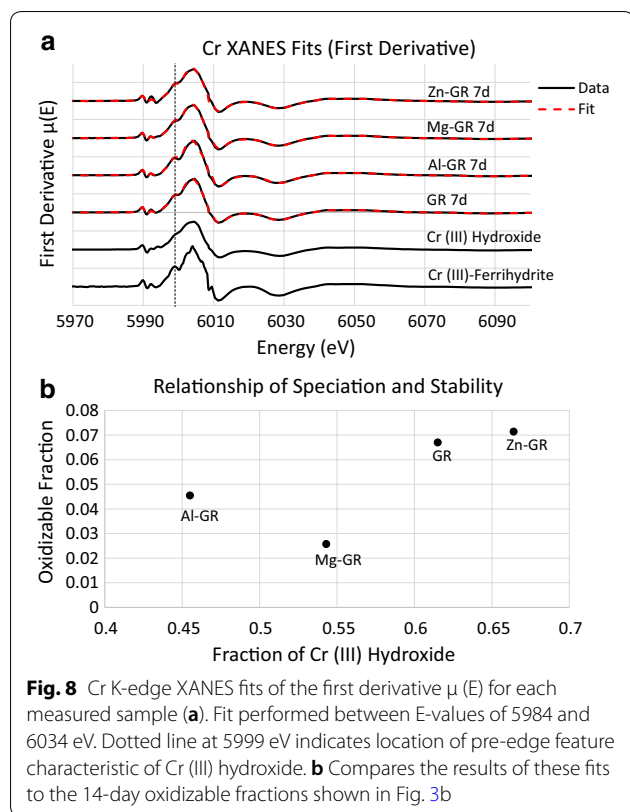 a
Cr XANES Fits (First Derivative)
First Derivative µ(E)
Zn-GR 7d
Mg-GR 7d
Al-GR 7d
GR 7d
Cr (III) Hydroxide
Cr (III)-Ferrihydrite
Data
Fit
5970 5990 6010 6030 6050 6070 6090
Energy (eV)
b
Relationship of Speciation and Stability
Oxidizable Fraction
0.08
0.07
0.06
0.05
0.04
0.03
0.02
0.01
0
Al-GR
Mg-GR
GR
Zn-GR
0.4 0.45 0.5 0.55 0.6 0.65 0.7
Fraction of Cr (III) Hydroxide
Fig. 8 Cr K-edge XANES fits of the first derivative µ (E) for each
measured sample (a). Fit performed between E-values of 5984 and
6034 eV. Dotted line at 5999 eV indicates location of pre-edge feature
characteristic of Cr (III) hydroxide. b Compares the results of these fits
to the 14-day oxidizable fractions shown in Fig. 3b